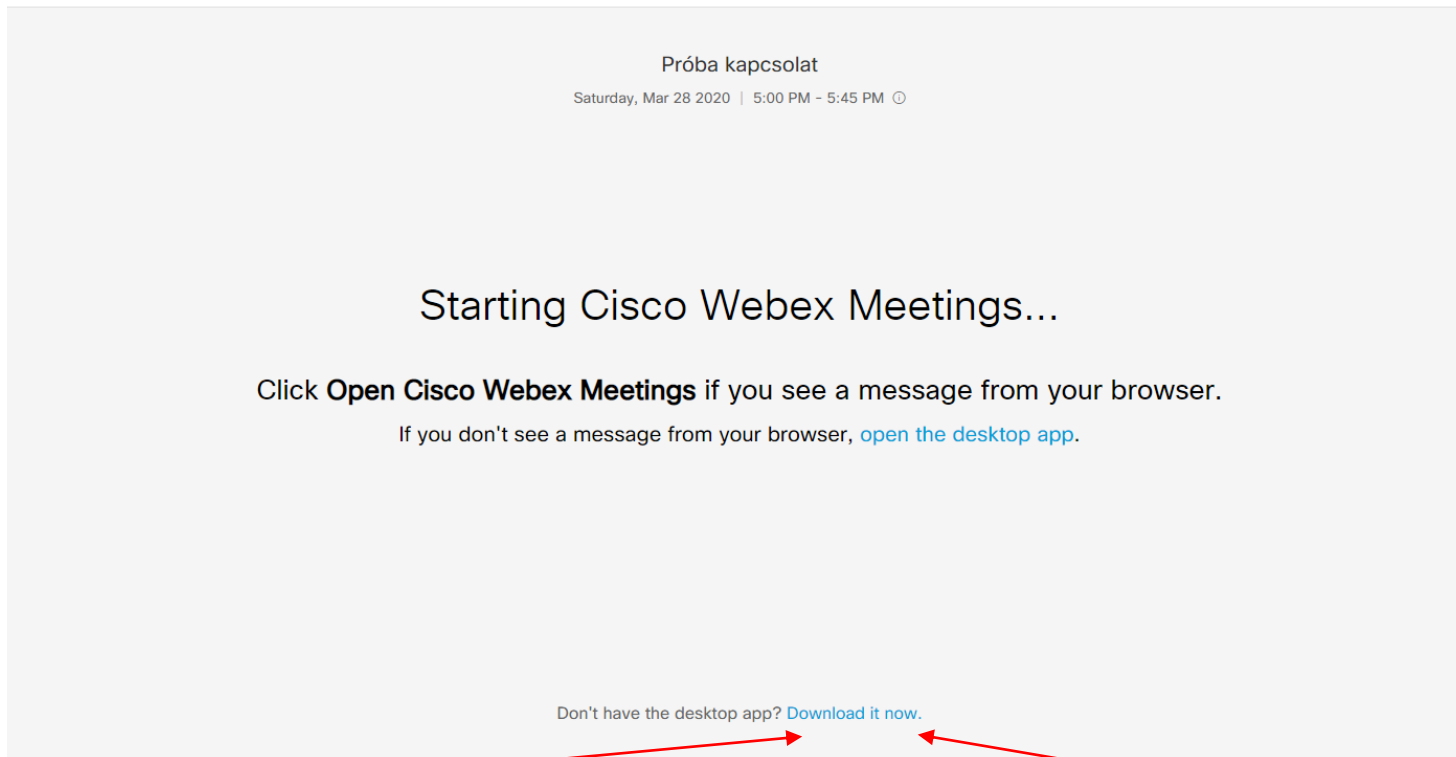 Próba kapcsolat
Saturday, Mar 28 2020 | 5:00 PM - 5:45 PM
Starting Cisco Webex Meetings...
Click Open Cisco Webex Meetings if you see a message from your browser.
If you don't see a message from your browser, open the desktop app.
Don't have the desktop app? Download it now.